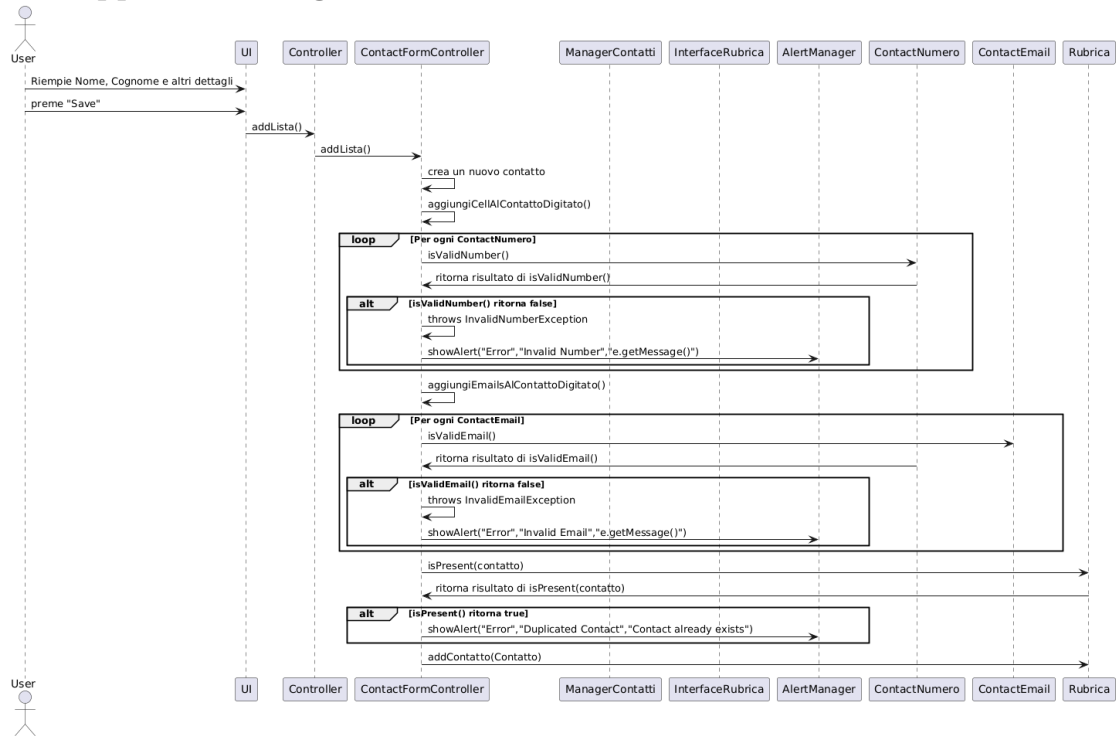 User UI Controller ContactFormController ManagerContatti InterfaceRubrica AlertManager ContactNumero ContactEmail Rubrica
Riempie Nome, Cognome e altri dettagli
preme "Save"
addLista()
addLista()
crea un nuovo contatto
aggiungiCellAlContattoDigitato()
loop [Per ogni ContactNumero]
isValidNumber()
ritorna risultato di isValidNumber()
alt [isValidNumber() ritorna false]
throws InvalidNumberException
showAlert("Error","Invalid Number","e.getMessage()")
aggiungiEmailsAlContattoDigitato()
loop [Per ogni ContactEmail]
isValidEmail()
ritorna risultato di isValidEmail()
alt [isValidEmail() ritorna false]
throws InvalidEmailException
showAlert("Error","Invalid Email","e.getMessage()")
isPresent(contatto)
ritorna risultato di isPresent(contatto)
alt [isPresent() ritorna true]
showAlert("Error","Duplicated Contact","Contact already exists")
addContatto(Contatto)
User UI Controller ContactFormController ManagerContatti InterfaceRubrica AlertManager ContactNumero ContactEmail Rubrica